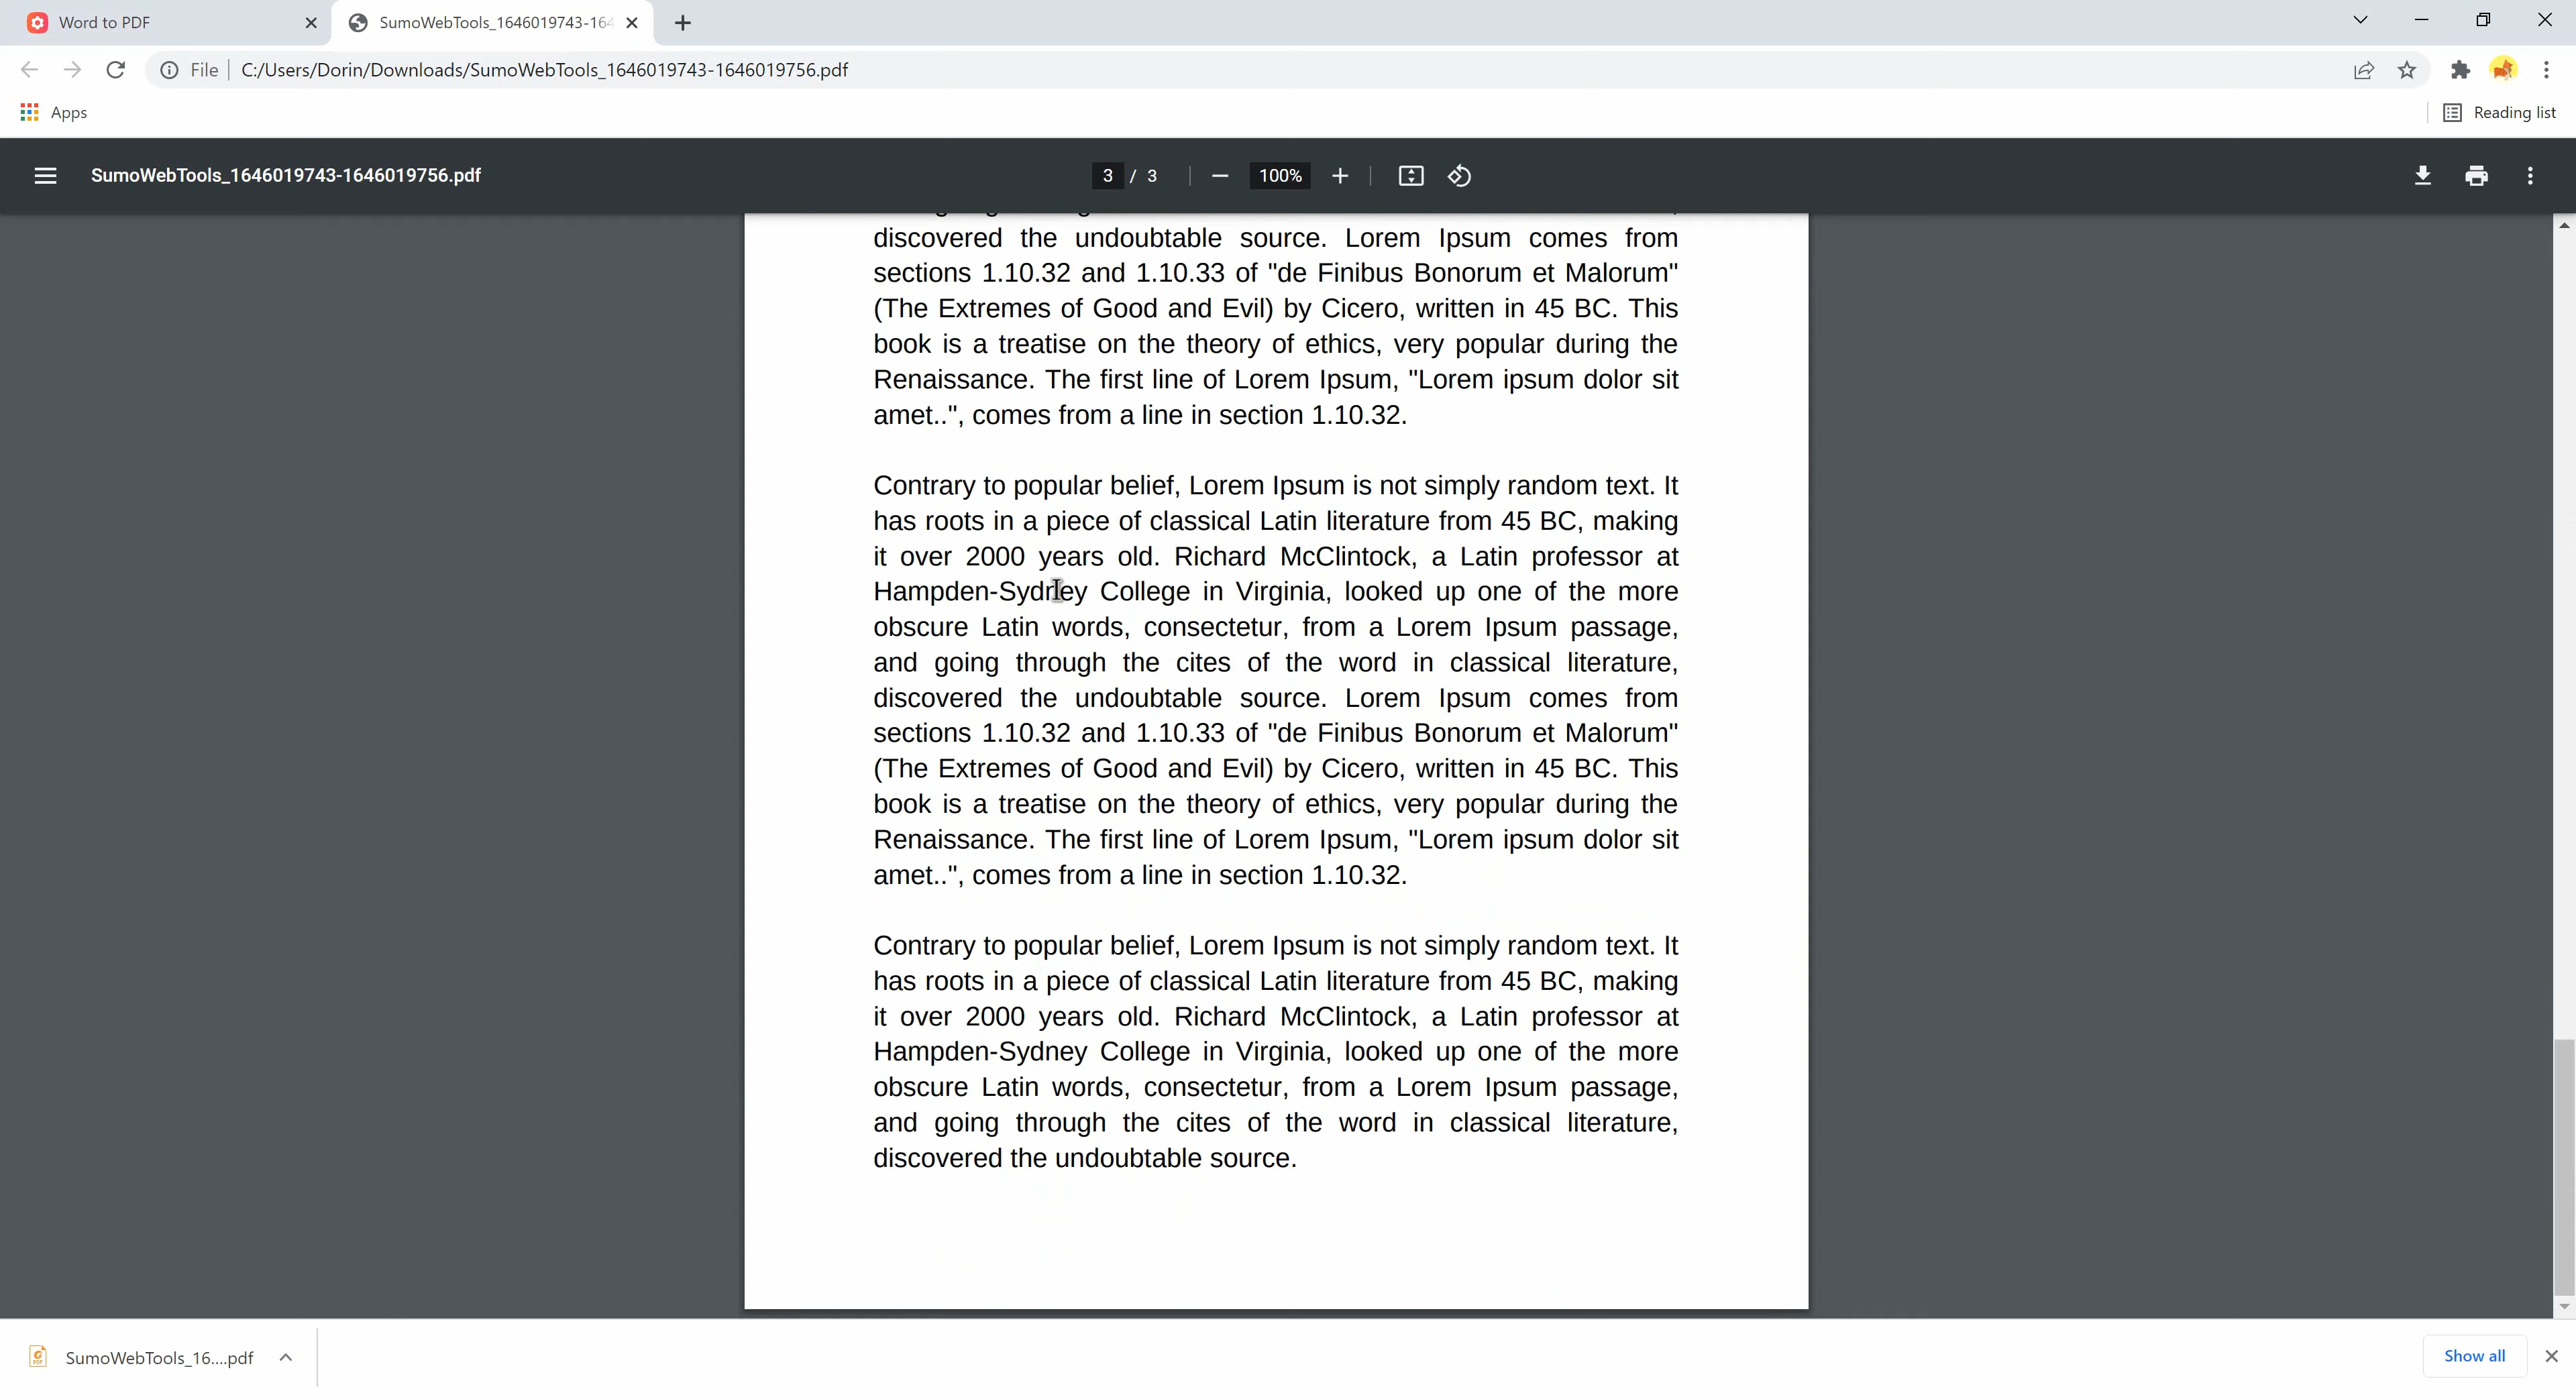 Word to PDF
SumoWebTools_1646019743-164
File
C:/Users/Dorin/Downloads/SumoWebTools_1646019743-1646019756.pdf
Apps
Reading list
SumoWebTools_1646019743-1646019756.pdf
3 / 3
100%
discovered the undoubtable source. Lorem Ipsum comes from
sections 1.10.32 and 1.10.33 of "de Finibus Bonorum et Malorum"
(The Extremes of Good and Evil) by Cicero, written in 45 BC. This
book is a treatise on the theory of ethics, very popular during the
Renaissance. The first line of Lorem Ipsum, "Lorem ipsum dolor sit
amet..", comes from a line in section 1.10.32.
Contrary to popular belief, Lorem Ipsum is not simply random text. It
has roots in a piece of classical Latin literature from 45 BC, making
it over 2000 years old. Richard McClintock, a Latin professor at
Hampden-Sydney College in Virginia, looked up one of the more
obscure Latin words, consectetur, from a Lorem Ipsum passage,
and going through the cites of the word in classical literature,
discovered the undoubtable source. Lorem Ipsum comes from
sections 1.10.32 and 1.10.33 of "de Finibus Bonorum et Malorum"
(The Extremes of Good and Evil) by Cicero, written in 45 BC. This
book is a treatise on the theory of ethics, very popular during the
Renaissance. The first line of Lorem Ipsum, "Lorem ipsum dolor sit
amet..", comes from a line in section 1.10.32.
Contrary to popular belief, Lorem Ipsum is not simply random text. It
has roots in a piece of classical Latin literature from 45 BC, making
it over 2000 years old. Richard McClintock, a Latin professor at
Hampden-Sydney College in Virginia, looked up one of the more
obscure Latin words, consectetur, from a Lorem Ipsum passage,
and going through the cites of the word in classical literature,
discovered the undoubtable source.
SumoWebTools_16....pdf
Show all